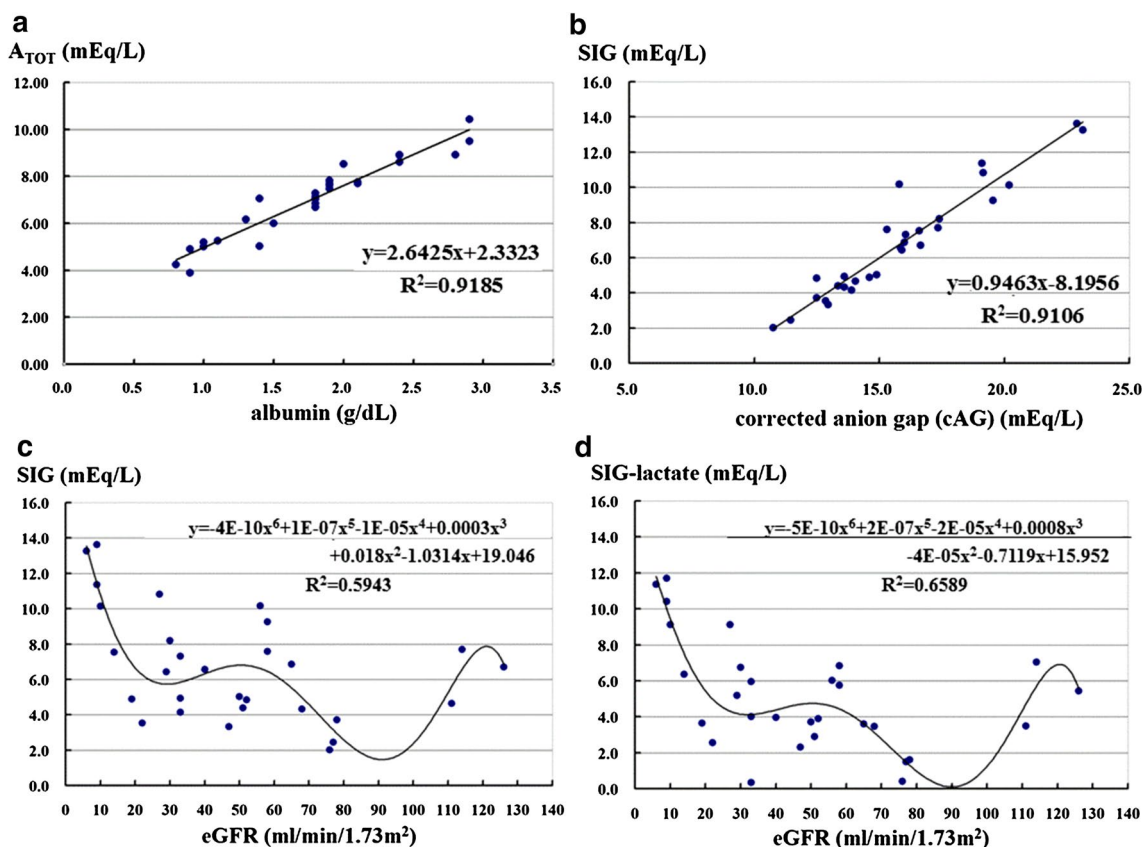 a
A_TOT (mEq/L)
12.00
10.00
8.00
6.00
4.00
2.00
0.00
y=2.6425x+2.3323
R²=0.9185
0.0 0.5 1.0 1.5 2.0 2.5 3.0 3.5
albumin (g/dL)
b
SIG (mEq/L)
16.0
14.0
12.0
10.0
8.0
6.0
4.0
2.0
0.0
y=0.9463x-8.1956
R²=0.9106
5.0 10.0 15.0 20.0 25.0
corrected anion gap (cAG) (mEq/L)
c
SIG (mEq/L)
16.0
14.0
12.0
10.0
8.0
6.0
4.0
2.0
0.0
y=-4E-10x⁶+1E-07x⁵-1E-05x⁴+0.0003x³
+0.018x²-1.0314x+19.046
R²=0.5943
0 10 20 30 40 50 60 70 80 90 100 110 120 130 140
eGFR (ml/min/1.73m²)
d
SIG-lactate (mEq/L)
16.0
14.0
12.0
10.0
8.0
6.0
4.0
2.0
0.0
y=-5E-10x⁶+2E-07x⁵-2E-05x⁴+0.0008x³
-4E-05x²-0.7119x+15.952
R²=0.6589
0 10 20 30 40 50 60 70 80 90 100 110 120 130 140
eGFR (ml/min/1.73m²)